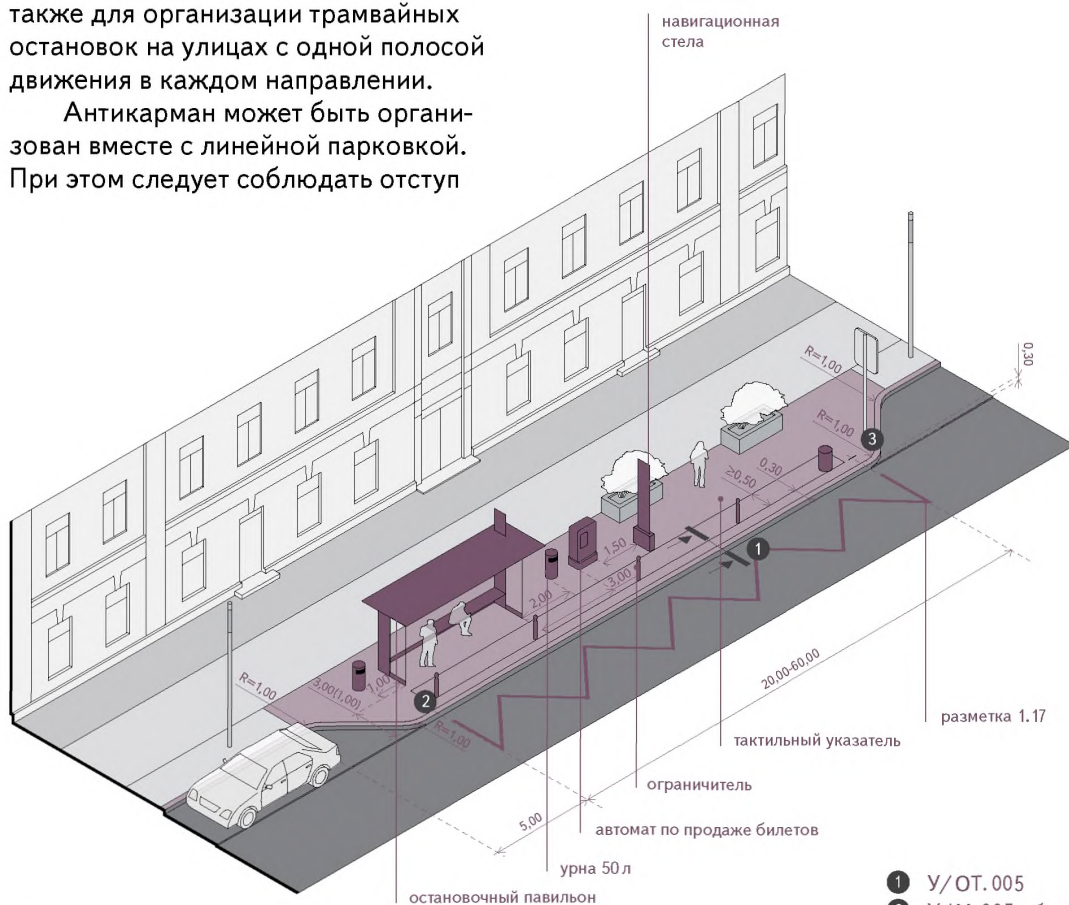 также для организации трамвайных
остановок на улицах с одной полосой
движения в каждом направлении.
Антикарман может быть органи-
зован вместе с линейной парковкой.
При этом следует соблюдать отступ
навигационная
стела
0,30
R=1,00
R=1,00
3
0,30
≥0,50
1
1,50
3,00
2,00
1,00
3,00(1,00)
R=1,00
2
R=1,00
20,00-60,00
5,00
разметка 1.17
тактильный указатель
ограничитель
автомат по продаже билетов
урна 50 л
остановочный павильон
1 У/ОТ.005
2